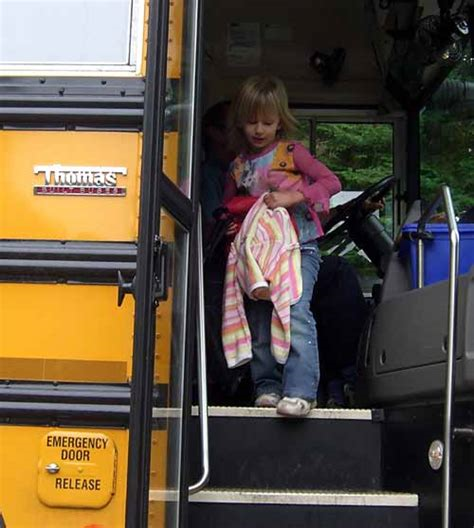 Thomas
BUILT BUSES
EMERGENCY
DOOR
RELEASE